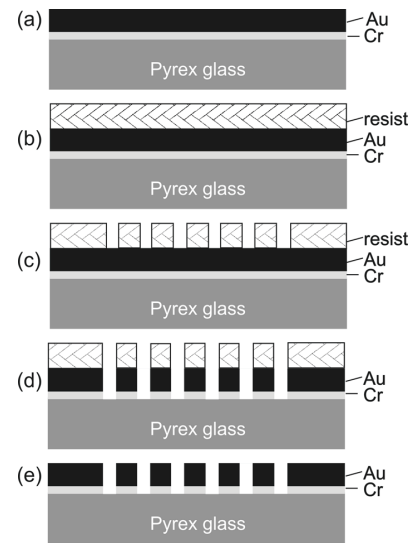 (a)
Au
Cr
Pyrex glass
(b)
resist
Au
Cr
Pyrex glass
(c)
resist
Au
Cr
Pyrex glass
(d)
Au
Cr
Pyrex glass
(e)
Au
Cr
Pyrex glass